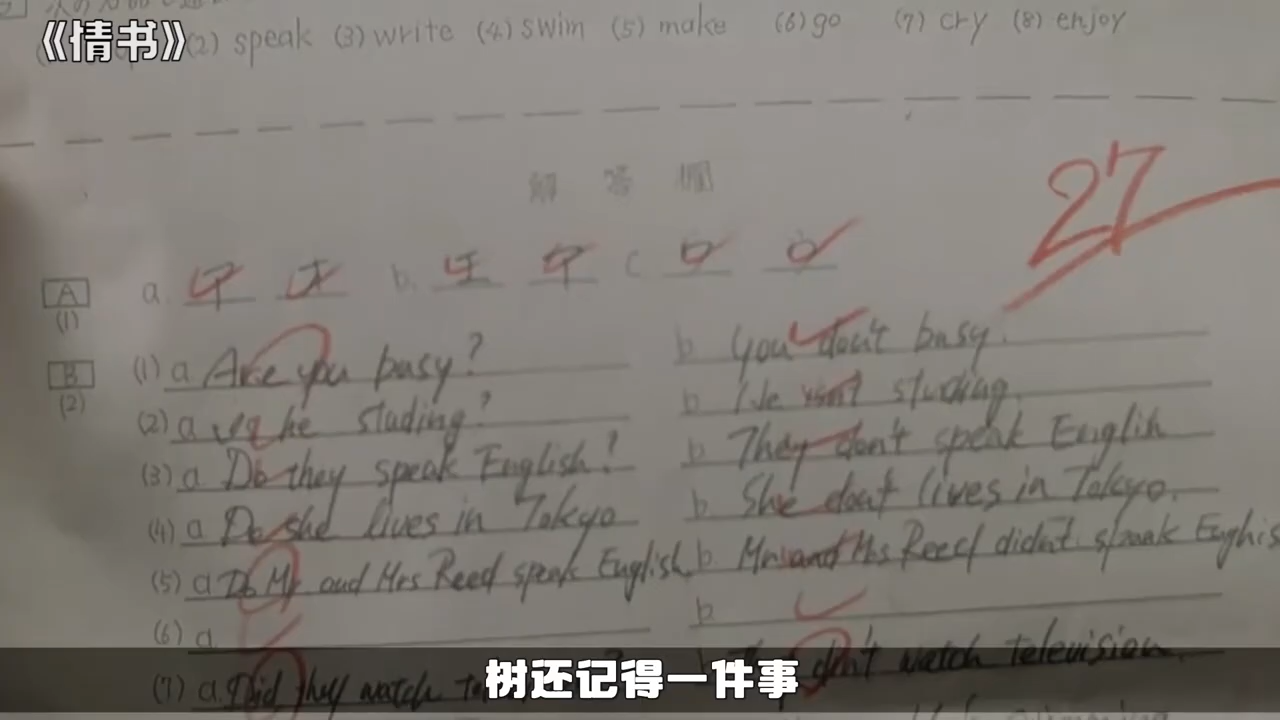 《情书》
(2) speak (3) write (4) swim (5) make (6) go (7) cry (8) enjoy
解 答 欄
27
A a. b. c
(1)
B (1) a Are you busy? b You don't busy.
(2)
(2) a he studing? b He isn't studing.
(3) a Do they speak English? b They don't speak Englih
(4) a Do she lives in Tokyo b She don't lives in Tokyo.
(5) a Do Mr and Mrs Reed speak English b. Mr and Mrs Reed didn't speak
(6) a b
(7) a. Did they watch don't watch television.
树还记得一件事